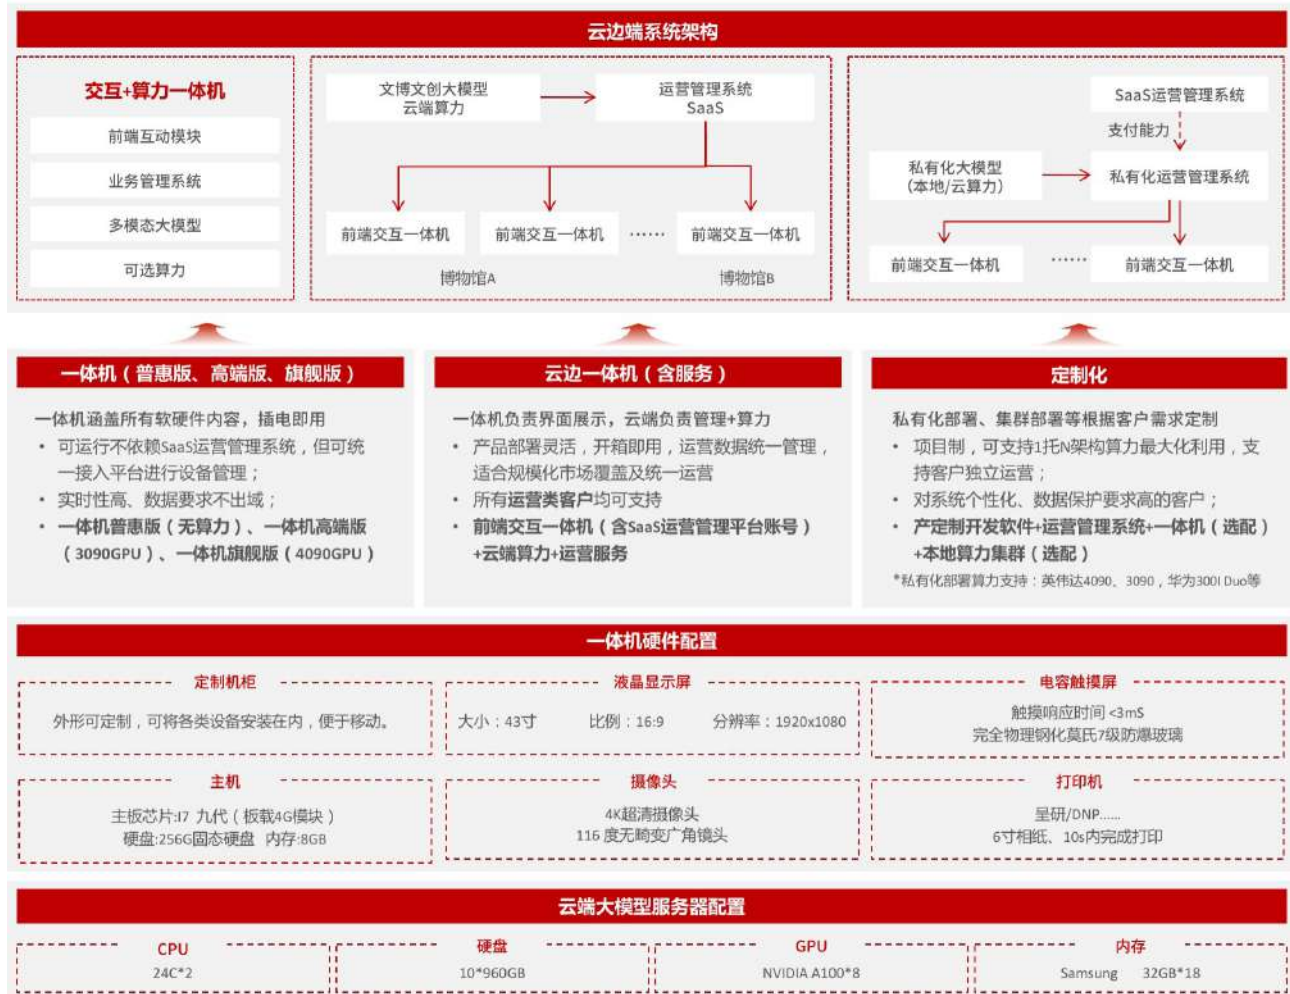 云边端系统架构
交互+算力一体机
前端互动模块
业务管理系统
多模态大模型
可选算力
文博文创大模型
云端算力
运营管理系统
SaaS
前端交互一体机
前端交互一体机
……
前端交互一体机
博物馆A
博物馆B
SaaS运营管理系统
支付能力
私有化大模型
（本地/云算力）
私有化运营管理系统
前端交互一体机
……
前端交互一体机
一体机（普惠版、高端版、旗舰版）
一体机涵盖所有软硬件内容，插电即用
• 可运行不依赖SaaS运营管理系统，但可统
一接入平台进行设备管理；
• 实时性高、数据要求不出域；
• 一体机普惠版（无算力）、一体机高端版
（3090GPU）、一体机旗舰版（4090GPU）
云边一体机（含服务）
一体机负责界面展示，云端负责管理+算力
• 产品部署灵活，开箱即用，运营数据统一管理，
适合规模化市场覆盖及统一运营
• 所有运营类客户均可支持
• 前端交互一体机（含SaaS运营管理平台账号）
+云端算力+运营服务
定制化
私有化部署、集群部署等根据客户需求定制
• 项目制，可支持1托N架构算力最大化利用，支
持客户独立运营；
• 对系统个性化、数据保护要求高的客户；
• 产定制开发软件+运营管理系统+一体机（选配）
+本地算力集群（选配）
*私有化部署算力支持：英伟达4090、3090，华为300I Duo等
一体机硬件配置
定制机柜
外形可定制，可将各类设备安装在内，便于移动。
液晶显示屏
大小：43寸 比例：16:9 分辨率：1920x1080
电容触摸屏
触摸响应时间 <3mS
完全物理钢化莫氏7级防爆玻璃
主机
主板芯片:I7 九代（板载4G模块）
硬盘:256G固态硬盘 内存:8GB
摄像头
4K超清摄像头
116 度无畸变广角镜头
打印机
呈研/DNP......
6寸相纸、10s内完成打印
云端大模型服务器配置
CPU
24C*2
硬盘
10*960GB
GPU
NVIDIA A100*8
内存
Samsung 32GB*18